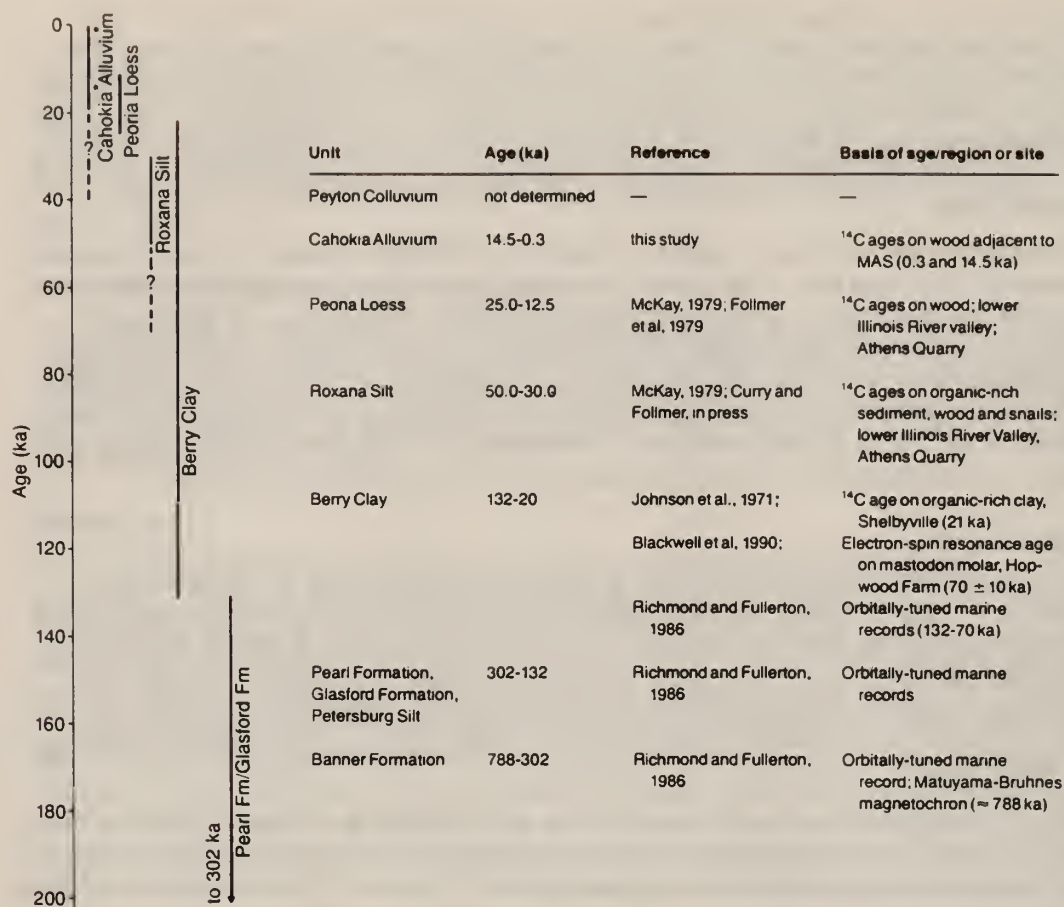 0
20
40
60
80
100
120
140
160
180
200
Age (ka)
Cahokia Alluvium
Peoria Loess
?
Roxana Silt
?
Berry Clay
Pearl Fm/Glasford Fm
to 302 ka
Unit Age (ka) Reference Basis of age/region or site
Peyton Colluvium not determined — —
Cahokia Alluvium 14.5-0.3 this study ¹⁴C ages on wood adjacent to
MAS (0.3 and 14.5 ka)
Peoria Loess 25.0-12.5 McKay, 1979; Follmer ¹⁴C ages on wood; lower
et al, 1979 Illinois River valley;
Athens Quarry
Roxana Silt 50.0-30.0 McKay, 1979; Curry and ¹⁴C ages on organic-rich
Follmer, in press sediment, wood and snails;
lower Illinois River Valley,
Athens Quarry
Berry Clay 132-20 Johnson et al., 1971; ¹⁴C age on organic-rich clay,
Shelbyville (21 ka)
Blackwell et al, 1990; Electron-spin resonance age
on mastodon molar, Hop-
wood Farm (70 ± 10 ka)
Richmond and Fullerton, Orbitally-tuned marine
1986 records (132-70 ka)
Pearl Formation, 302-132 Richmond and Fullerton, Orbitally-tuned marine
Glasford Formation, 1986 records
Petersburg Silt
Banner Formation 788-302 Richmond and Fullerton, Orbitally-tuned marine
1986 record; Matuyama-Bruhnes
magnetochron (≈ 788 ka)